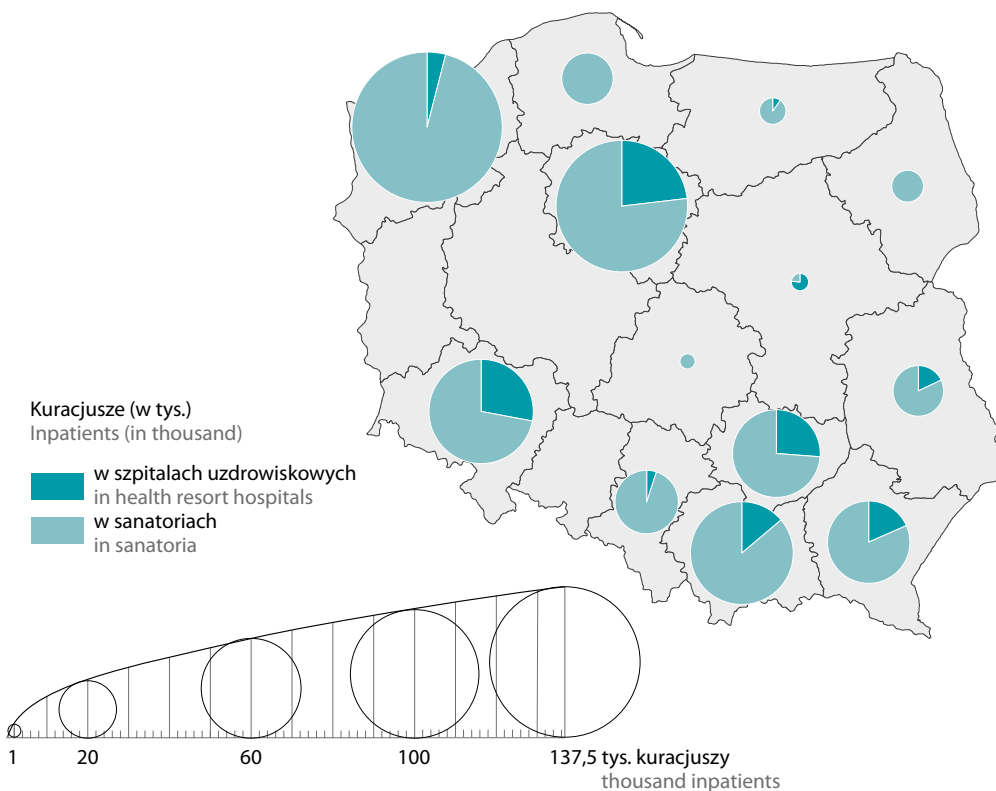 Kuracjusze (w tys.)
Inpatients (in thousand)
w szpitalach uzdrowiskowych
in health resort hospitals
w sanatoriach
in sanatoria
1 20 60 100 137,5 tys. kuracjuszy
thousand inpatients